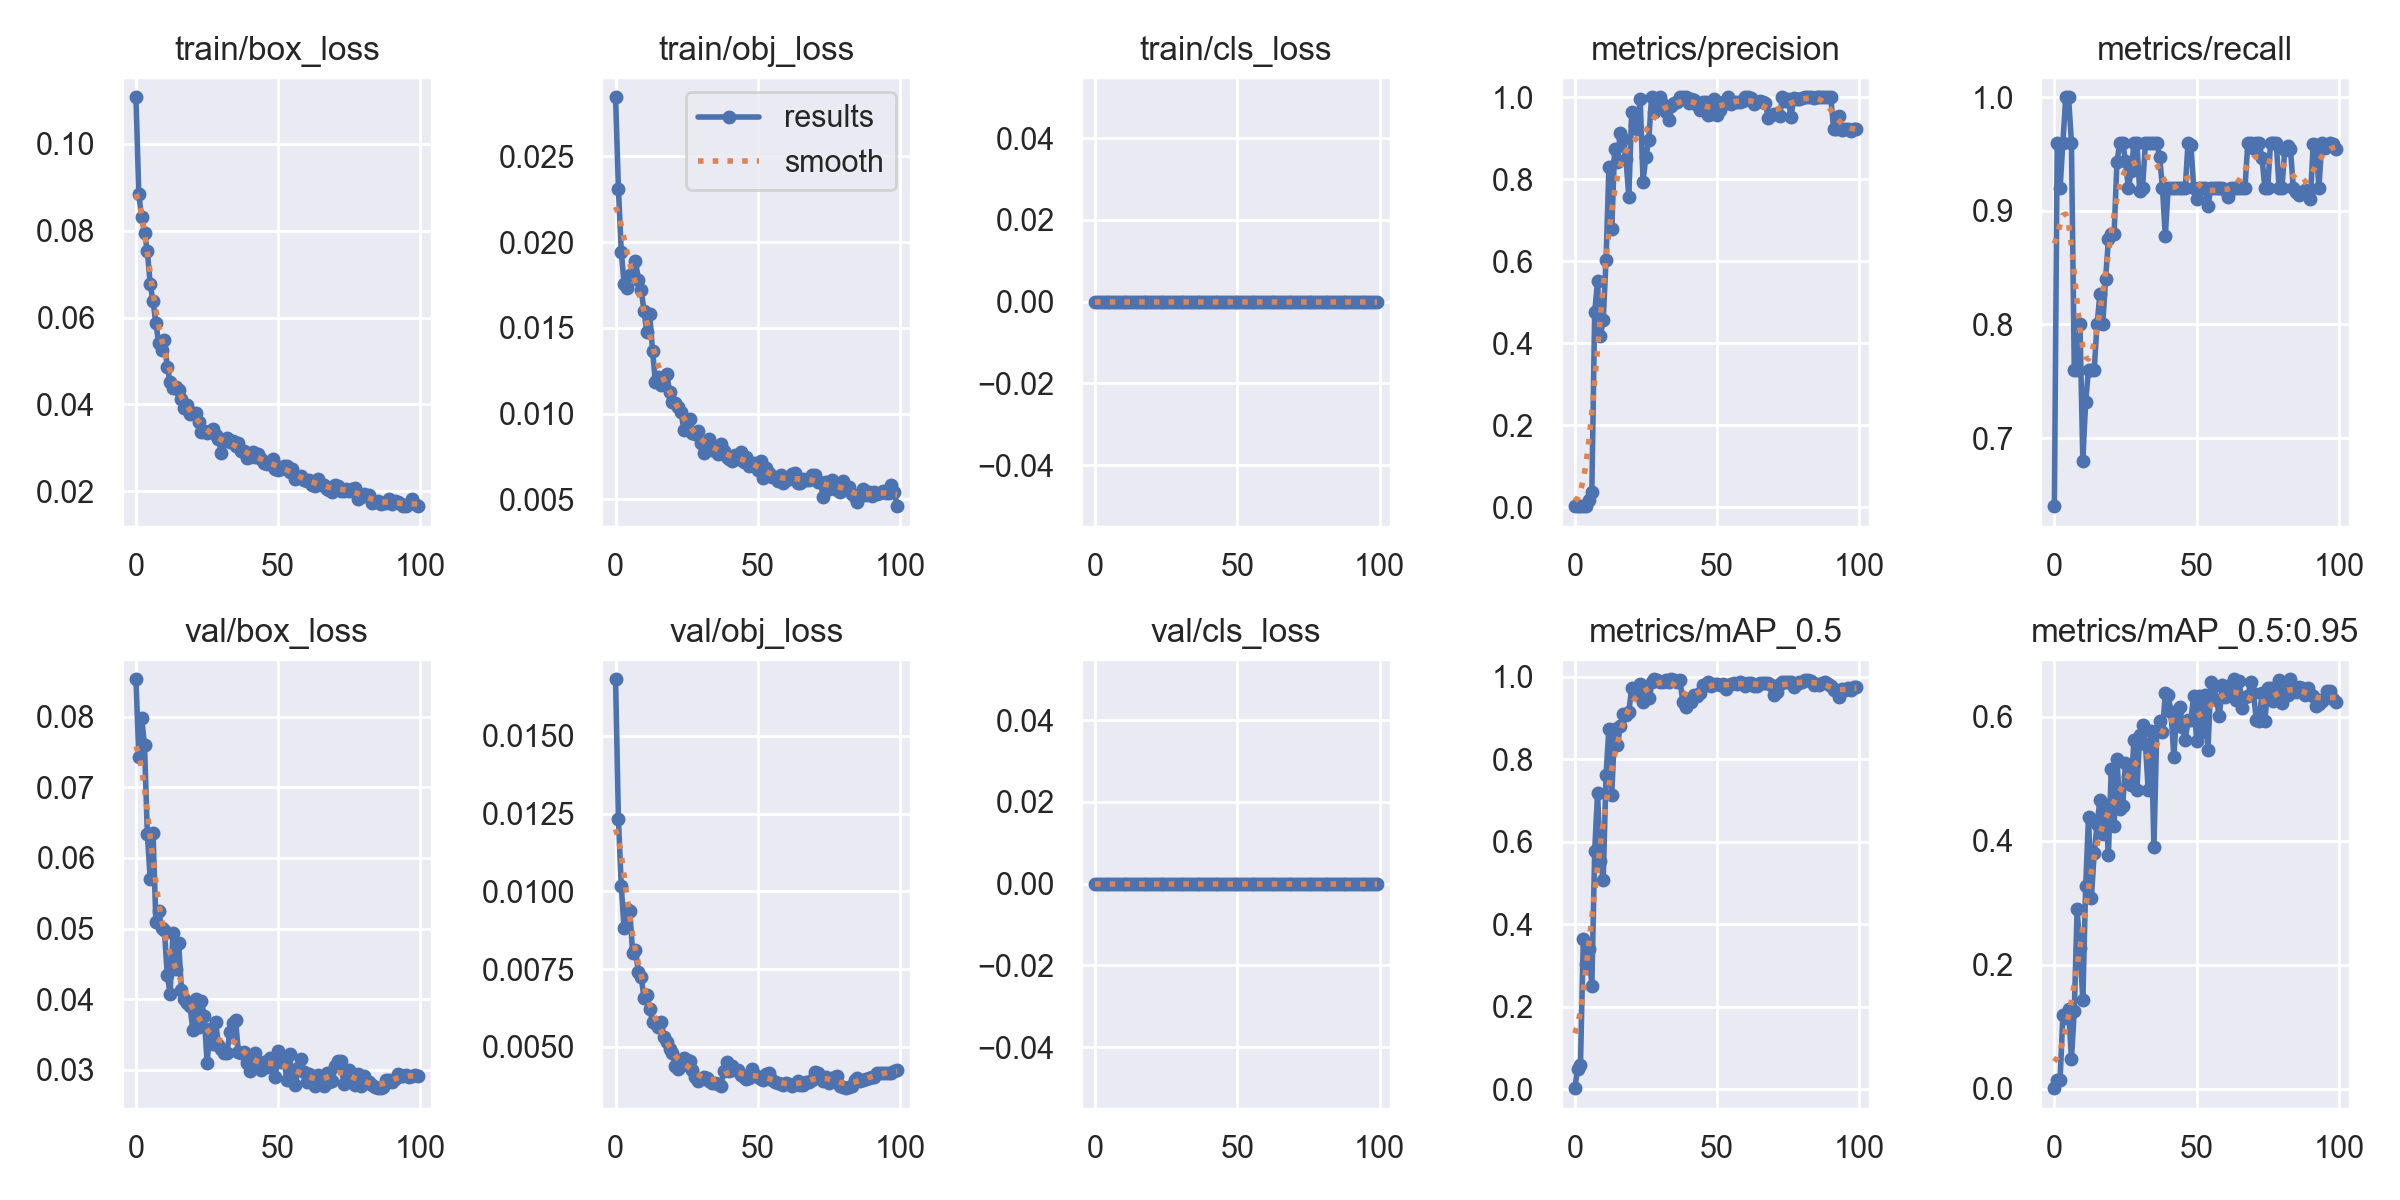 train/box_loss
0.10
0.08
0.06
0.04
0.02
0 50 100
train/obj_loss
results
smooth
0.025
0.020
0.015
0.010
0.005
0 50 100
train/cls_loss
0.04
0.02
0.00
−0.02
−0.04
0 50 100
metrics/precision
1.0
0.8
0.6
0.4
0.2
0.0
0 50 100
metrics/recall
1.0
0.9
0.8
0.7
0 50 100
val/box_loss
0.08
0.07
0.06
0.05
0.04
0.03
0 50 100
val/obj_loss
0.0150
0.0125
0.0100
0.0075
0.0050
0 50 100
val/cls_loss
0.04
0.02
0.00
−0.02
−0.04
0 50 100
metrics/mAP_0.5
1.0
0.8
0.6
0.4
0.2
0.0
0 50 100
metrics/mAP_0.5:0.95
0.6
0.4
0.2
0.0
0 50 100